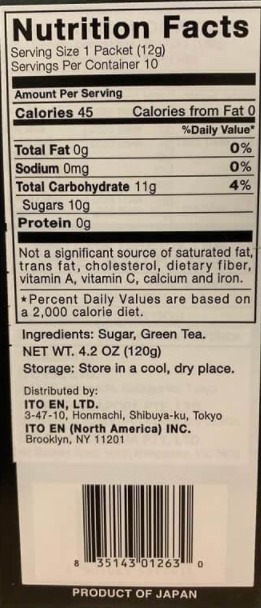 Nutrition Facts
Serving Size 1 Packet (12g)
Servings Per Container 10
Amount Per Serving
Calories 45 Calories from Fat 0
%Daily Value*
Total Fat 0g 0%
Sodium 0mg 0%
Total Carbohydrate 11g 4%
Sugars 10g
Protein 0g
Not a significant source of saturated fat,
trans fat, cholesterol, dietary fiber,
vitamin A, vitamin C, calcium and iron.
*Percent Daily Values are based on
a 2,000 calorie diet.
Ingredients: Sugar, Green Tea.
NET WT. 4.2 OZ (120g)
Storage: Store in a cool, dry place.
Distributed by:
ITO EN, LTD.
3-47-10, Honmachi, Shibuya-ku, Tokyo
ITO EN (North America) INC.
Brooklyn, NY 11201
8 35143 01263 0
PRODUCT OF JAPAN